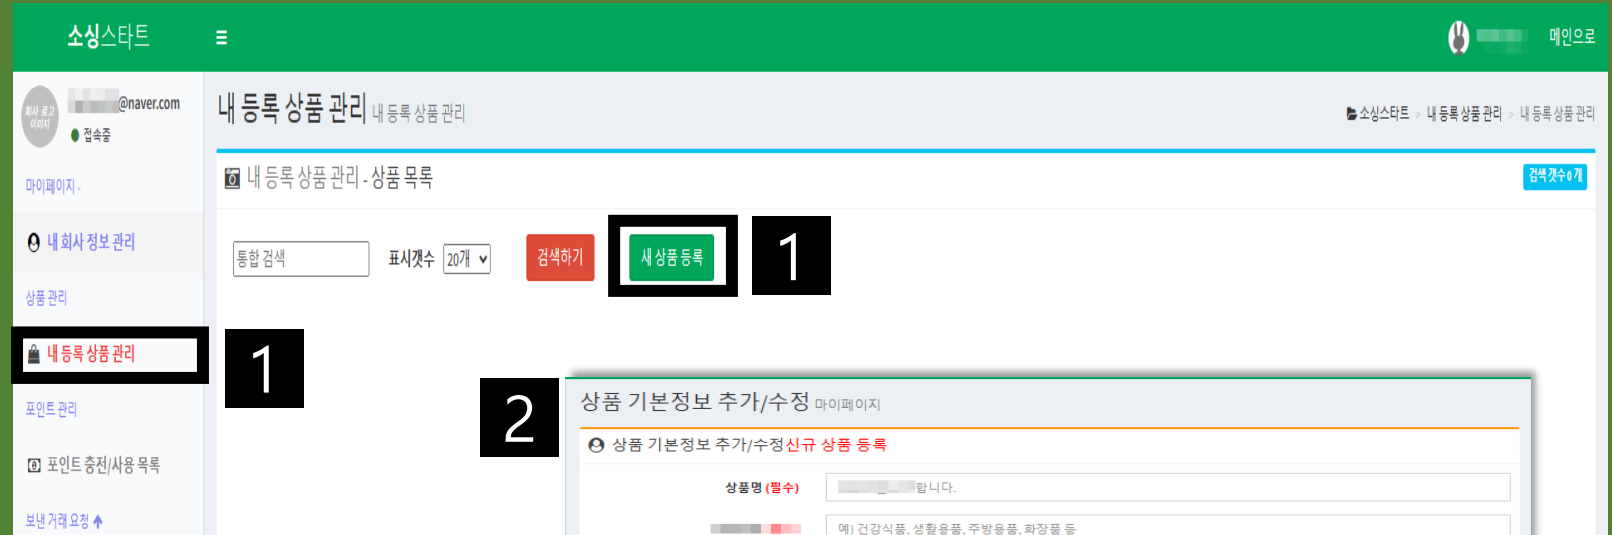 소싱스타트
메인으로
회사 로고
이미지
@naver.com
접속중
마이페이지
내 회사 정보 관리
상품 관리
내 등록 상품 관리
1
포인트 관리
포인트 충전/사용 목록
보낸 거래 요청
내 등록 상품 관리 내 등록 상품 관리
소싱스타트 > 내 등록 상품 관리 > 내 등록 상품 관리
내 등록 상품 관리 - 상품 목록
검색 갯수 0 개
통합 검색 표시갯수 20개 검색하기 새 상품 등록 1
2
상품 기본정보 추가/수정 마이페이지
상품 기본정보 추가/수정신규 상품 등록
상품명 (필수) 합니다.
예) 건강식품, 생활용품, 주방용품, 화장품 등